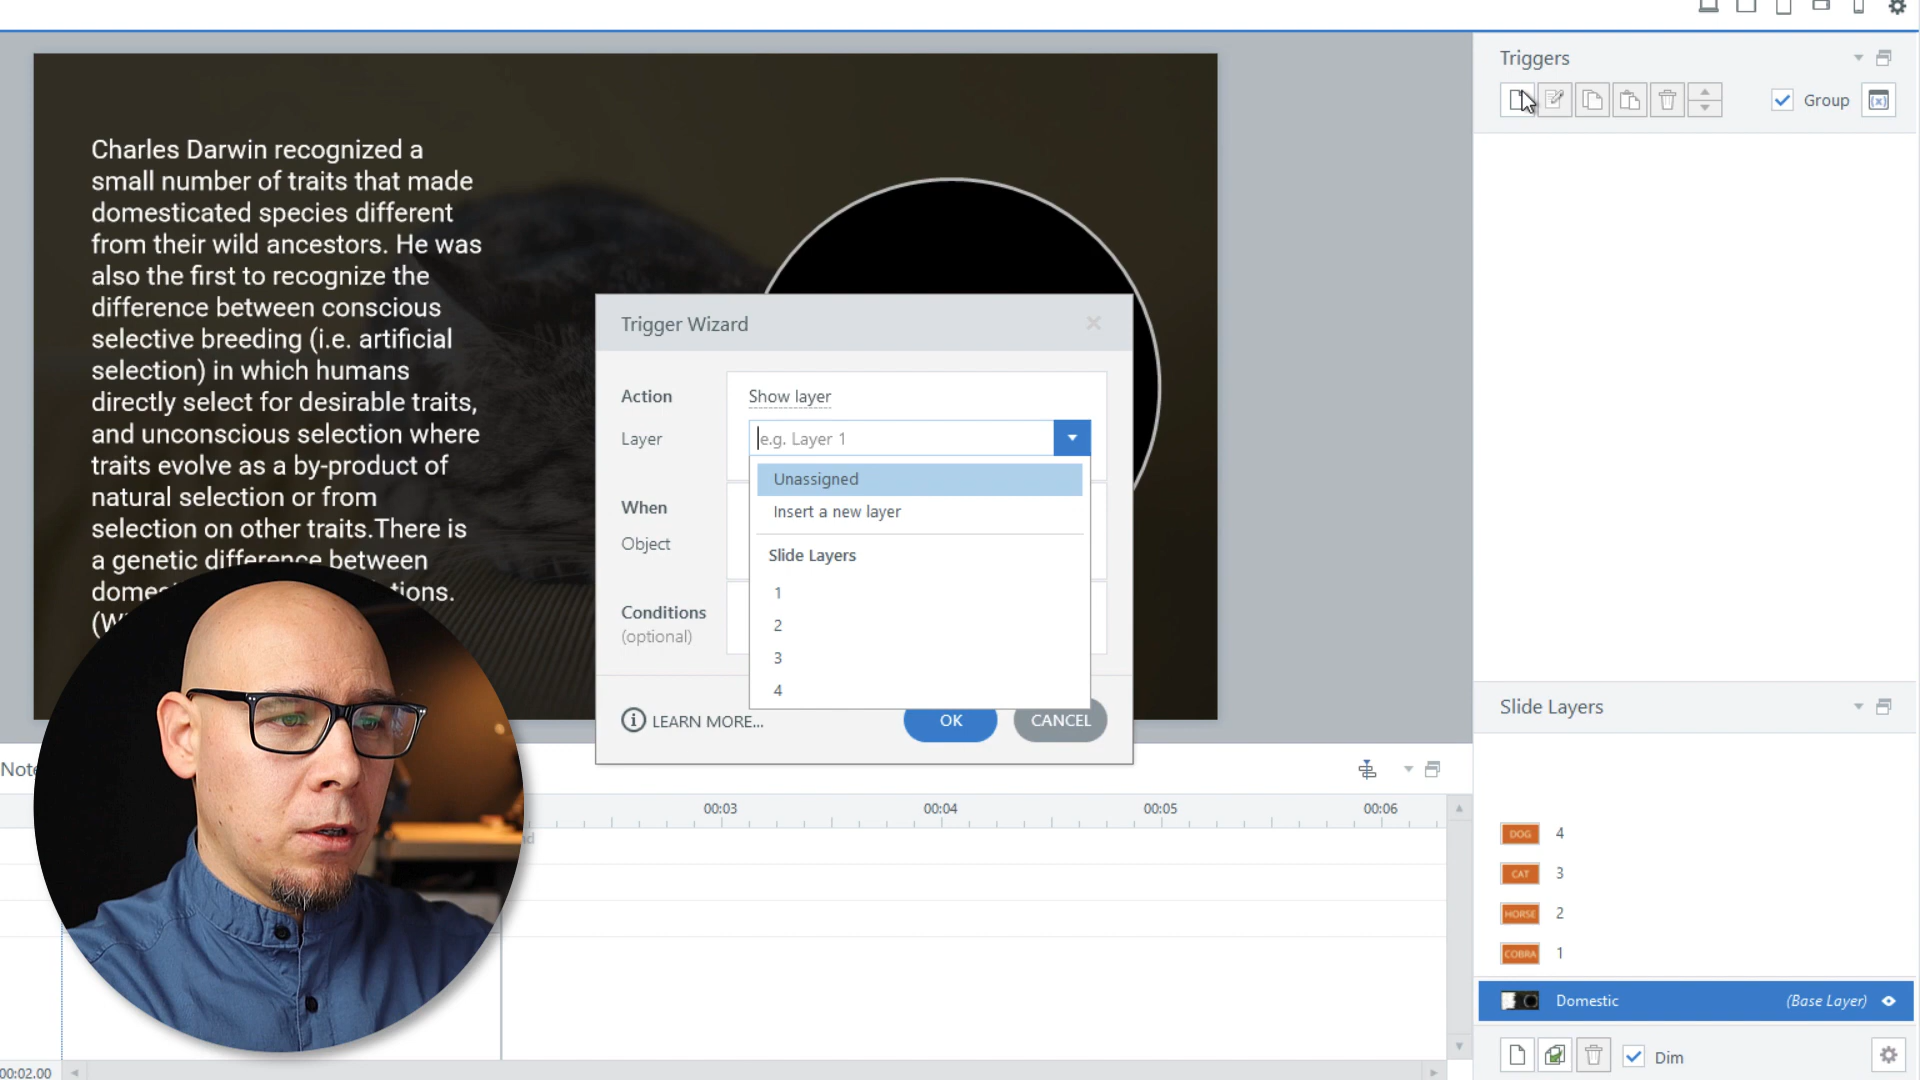 Triggers
Group
(x)
Charles Darwin recognized a
small number of traits that made
domesticated species different
from their wild ancestors. He was
also the first to recognize the
difference between conscious
selective breeding (i.e. artificial
selection) in which humans
directly select for desirable traits,
and unconscious selection where
traits evolve as a by-product of
natural selection or from
selection on other traits.There is
a genetic difference between
Trigger Wizard
Action
Show layer
Layer
e.g. Layer 1
Unassigned
Insert a new layer
When
Object
Slide Layers
1
2
3
4
Conditions
(optional)
LEARN MORE...
OK
CANCEL
00:03
00:04
00:05
00:06
00:02.00
Slide Layers
DOG
4
CAT
3
HORSE
2
COBRA
1
Domestic
(Base Layer)
Dim